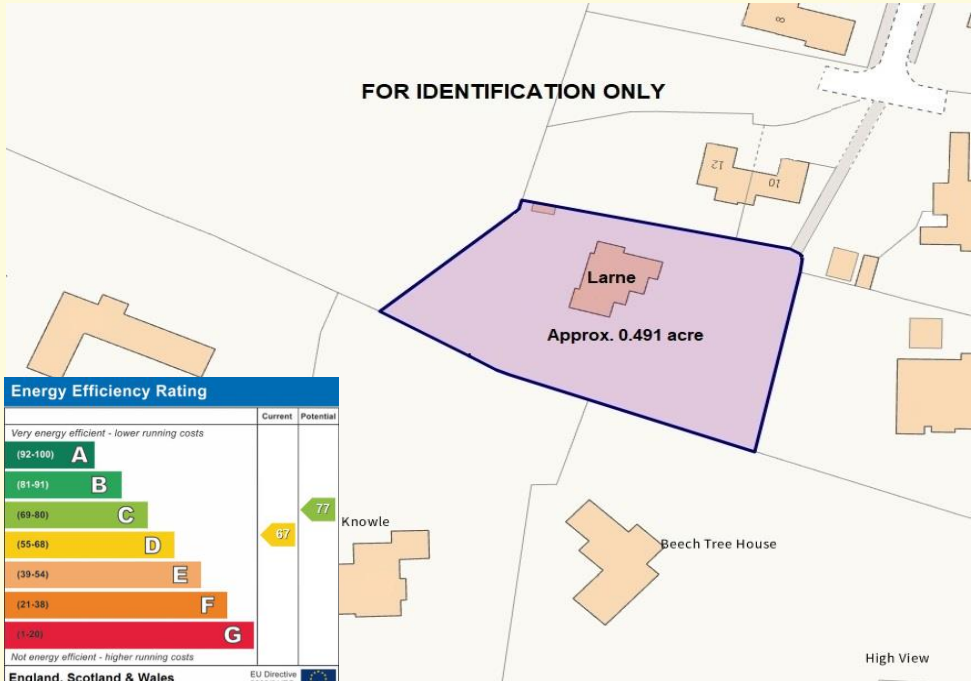 8
FOR IDENTIFICATION ONLY
12
10
Larne
Approx. 0.491 acre
Energy Efficiency Rating
Current Potential
Very energy efficient - lower running costs
(92-100) A
(81-91) B
(69-80) C
77
(55-68) D
67
(39-54) E
(21-38) F
(1-20) G
Not energy efficient - higher running costs
England, Scotland & Wales
EU Directive
Knowle
Beech Tree House
High View